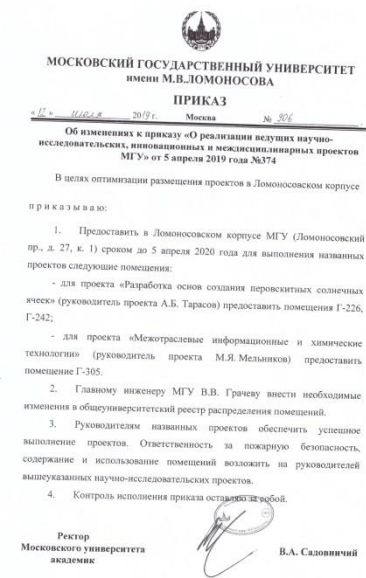 МОСКОВСКИЙ ГОСУДАРСТВЕННЫЙ УНИВЕРСИТЕТ
имени М.В.ЛОМОНОСОВА
ПРИКАЗ
«12» июля 2019 г. Москва № 906
Об изменениях к приказу «О реализации ведущих научно-
исследовательских, инновационных и междисциплинарных проектов
МГУ» от 5 апреля 2019 года №374
В целях оптимизации размещения проектов в Ломоносовском корпусе
приказываю:
1. Предоставить в Ломоносовском корпусе МГУ (Ломоносовский
пр., д. 27, к. 1) сроком до 5 апреля 2020 года для выполнения названных
проектов следующие помещения:
- для проекта «Разработка основ создания перовскитных солнечных
ячеек» (руководитель проекта А.Б. Тарасов) предоставить помещения Г-226,
Г-242;
- для проекта «Межотраслевые информационные и химические
технологии» (руководитель проекта М.Я. Мельников) предоставить
помещение Г-305.
2. Главному инженеру МГУ В.В. Грачеву внести необходимые
изменения в общеуниверситетский реестр распределения помещений.
3. Руководителям названных проектов обеспечить успешное
выполнение проектов. Ответственность за пожарную безопасность,
содержание и использование помещений возложить на руководителей
вышеуказанных научно-исследовательских проектов.
4. Контроль исполнения приказа оставляю за собой.
Ректор
Московского университета
академик
В.А. Садовничий